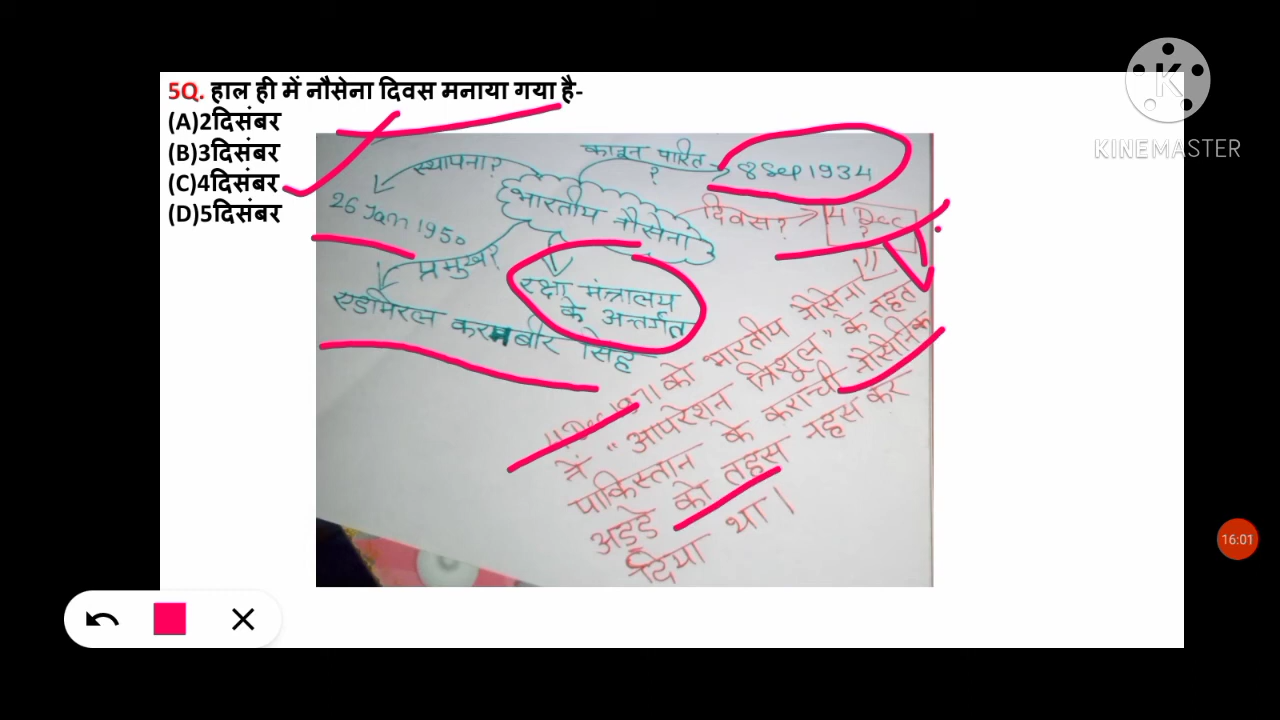 5Q. हाल ही में नौसेना दिवस मनाया गया है-
(A)2दिसंबर
(B)3दिसंबर
(C)4दिसंबर
(D)5दिसंबर
KINEMASTER
स्थापना?
26 Jan 1950
कानून पारित
?
8 Sep 1934
भारतीय नौसेना
दिवस?
4 Dec
?
प्रमुख?
एडमिरल करमबीर सिंह
रक्षा मंत्रालय
के अन्तर्गत
को भारतीय नौसेना
ने "आपरेशन त्रिशूल" के तहत
पाकिस्तान के कराची नौसैनिक
अड्डे को तहस नहस कर
दिया था।
16:01